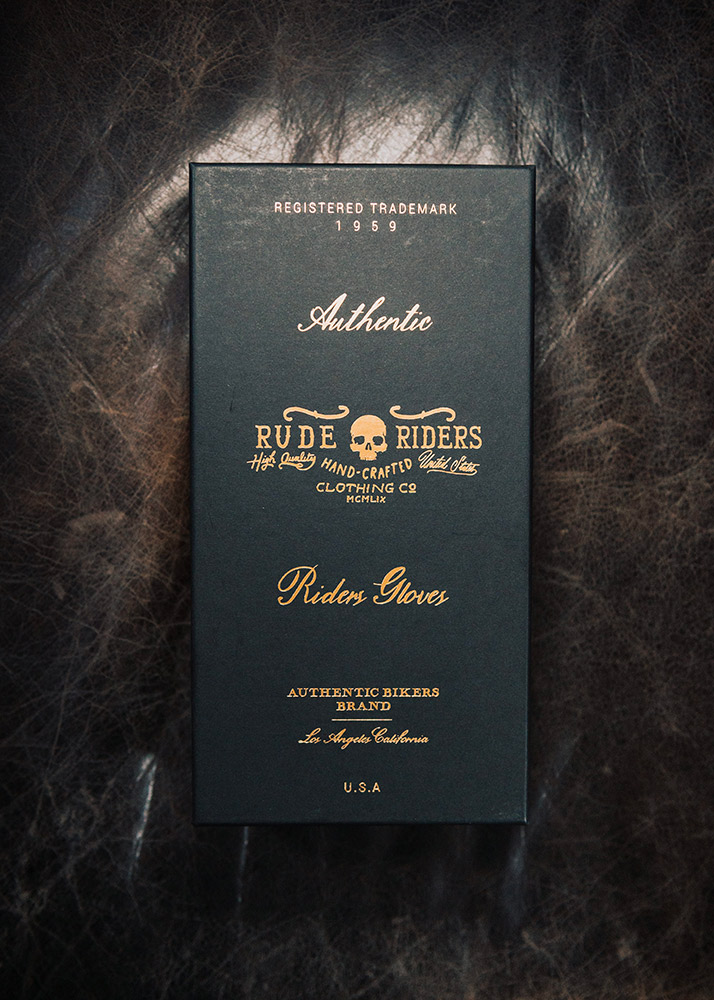 REGISTERED TRADEMARK
1959
Authentic
RUDE RIDERS
High Quality HAND-CRAFTED United States
CLOTHING Co
MCMLIX
Riders Gloves
AUTHENTIC BIKERS
BRAND
Los Angeles California
U.S.A